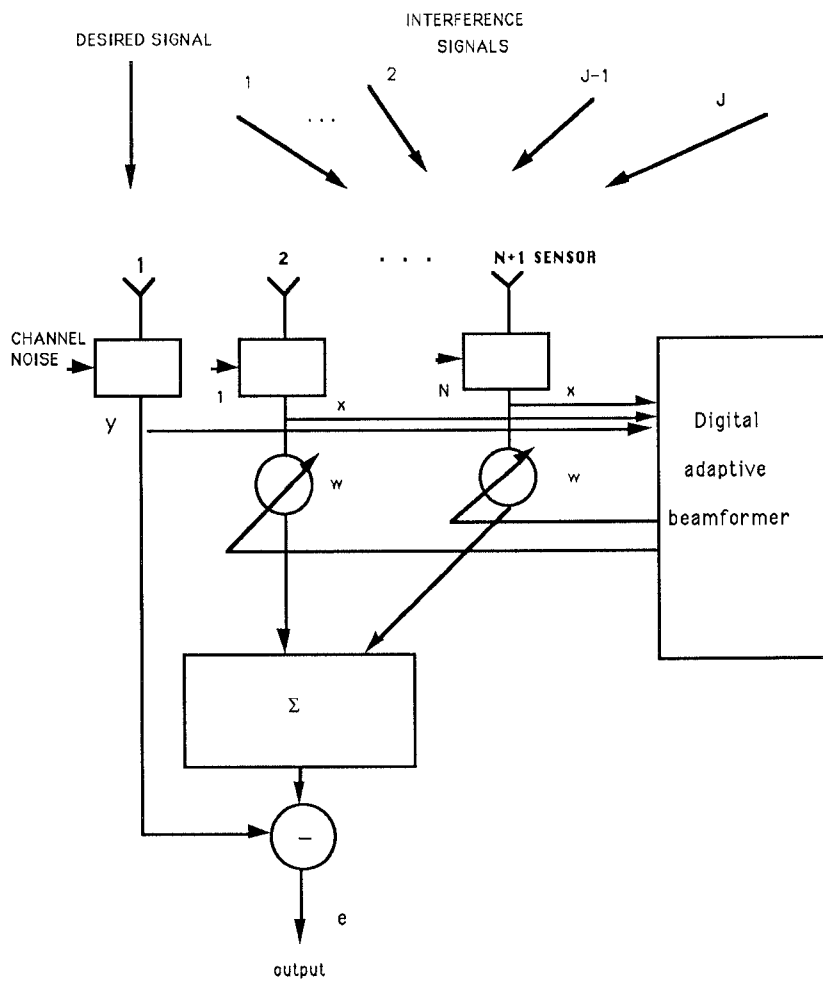 INTERFERENCE
SIGNALS
DESIRED SIGNAL
1
2
J-1
J
. . .
1
2
. . .
N+1 SENSOR
CHANNEL
NOISE
1
N
x
x
y
w
w
Digital
adaptive
beamformer
Σ
−
e
output